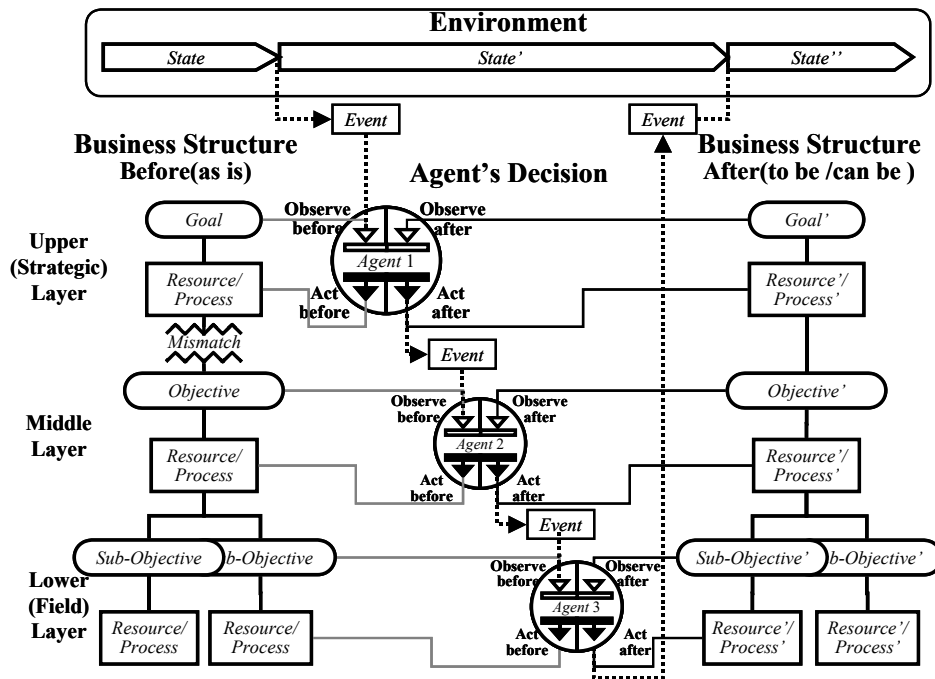 Environment
State
State'
State''
Event
Event
Business Structure
Before(as is)
Agent's Decision
Business Structure
After(to be /can be )
Upper
(Strategic)
Layer
Goal
Observe
before
Observe
after
Goal'
Agent 1
Resource/
Process
Act
before
Act
after
Resource'/
Process'
Mismatch
Event
Middle
Layer
Objective
Observe
before
Observe
after
Objective'
Agent 2
Resource/
Process
Act
before
Act
after
Resource'/
Process'
Event
Lower
(Field)
Layer
Sub-Objective
b-Objective
Observe
before
Observe
after
Sub-Objective'
b-Objective'
Agent 3
Resource/
Process
Resource/
Process
Act
before
Act
after
Resource'/
Process'
Resource'/
Process'